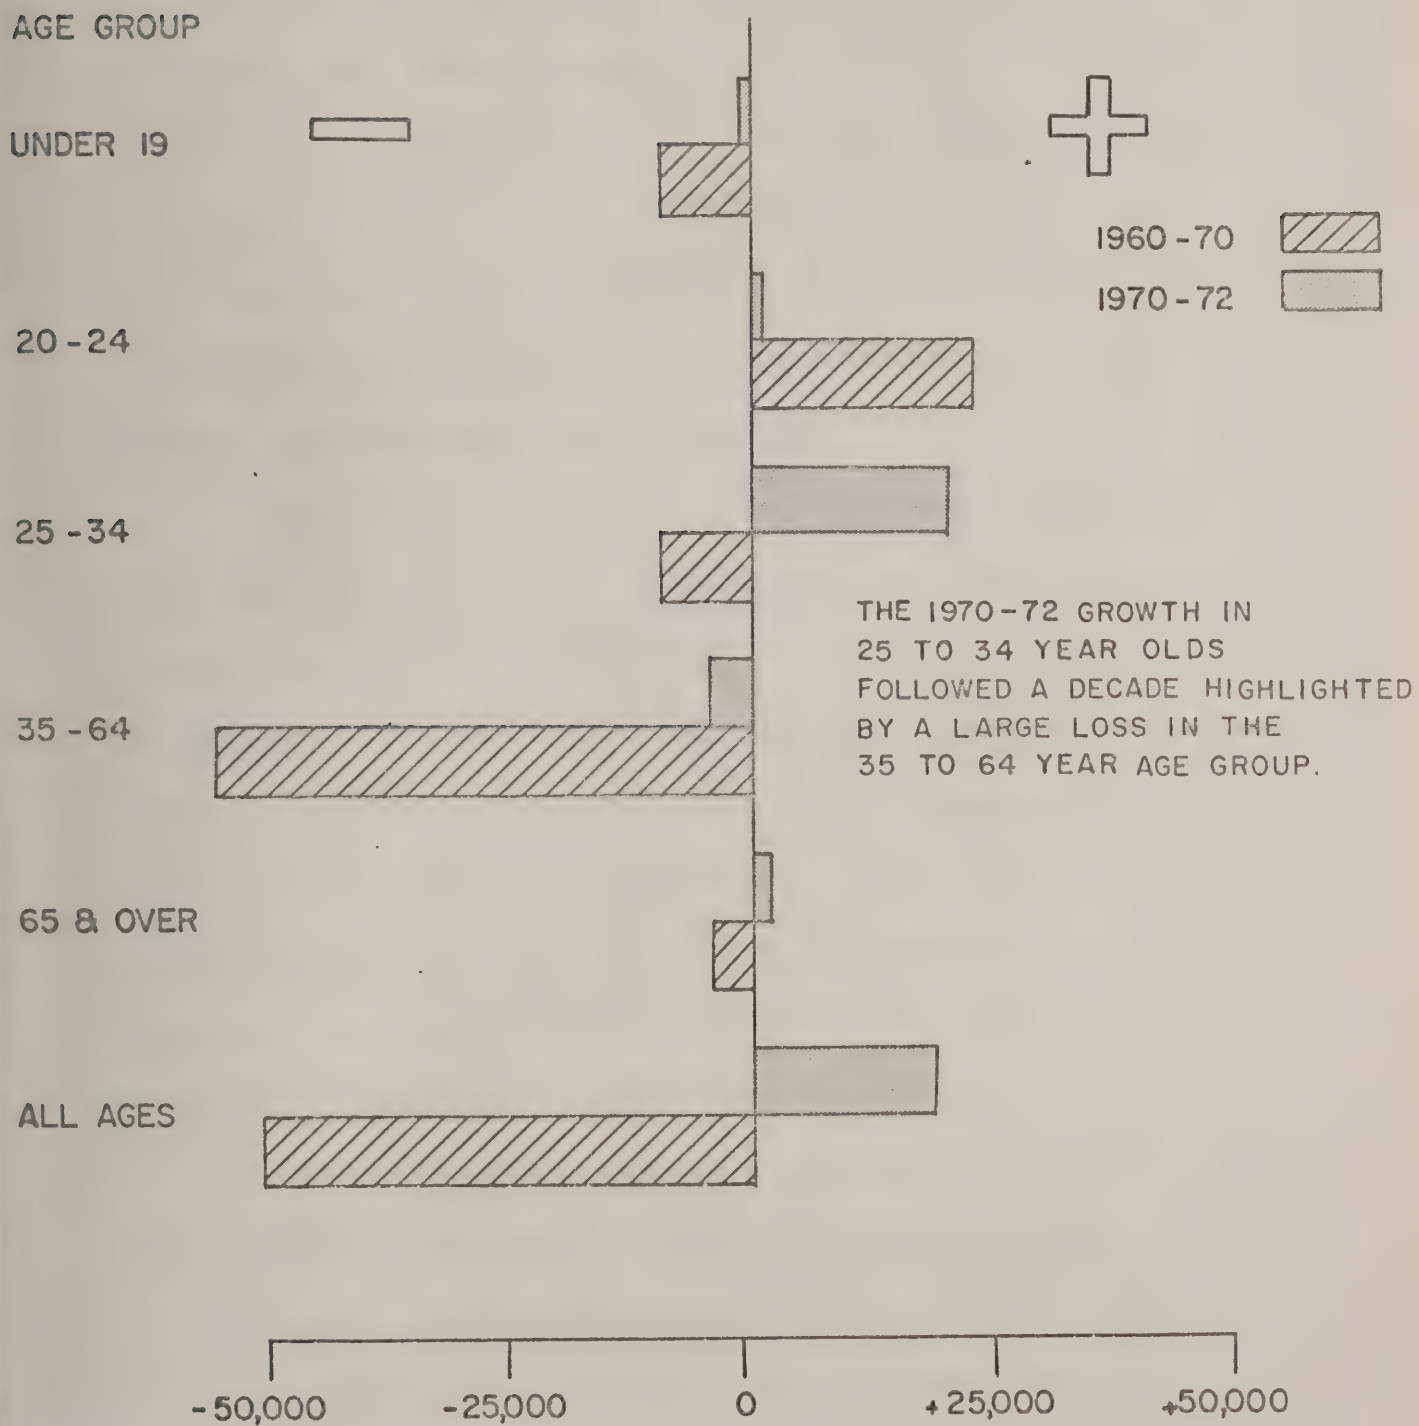 AGE GROUP
UNDER 19
1960-70
1970-72
20-24
25-34
THE 1970-72 GROWTH IN
25 TO 34 YEAR OLDS
FOLLOWED A DECADE HIGHLIGHTED
BY A LARGE LOSS IN THE
35 TO 64 YEAR AGE GROUP.
35-64
65 & OVER
ALL AGES
-50,000 -25,000 0 +25,000 +50,000